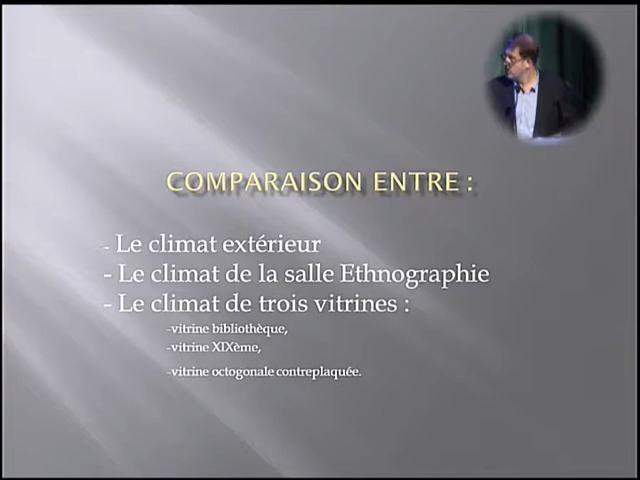 COMPARAISON ENTRE :
- Le climat extérieur
- Le climat de la salle Ethnographie
- Le climat de trois vitrines :
-vitrine bibliothèque,
-vitrine XIXème,
-vitrine octogonale contreplaquée.